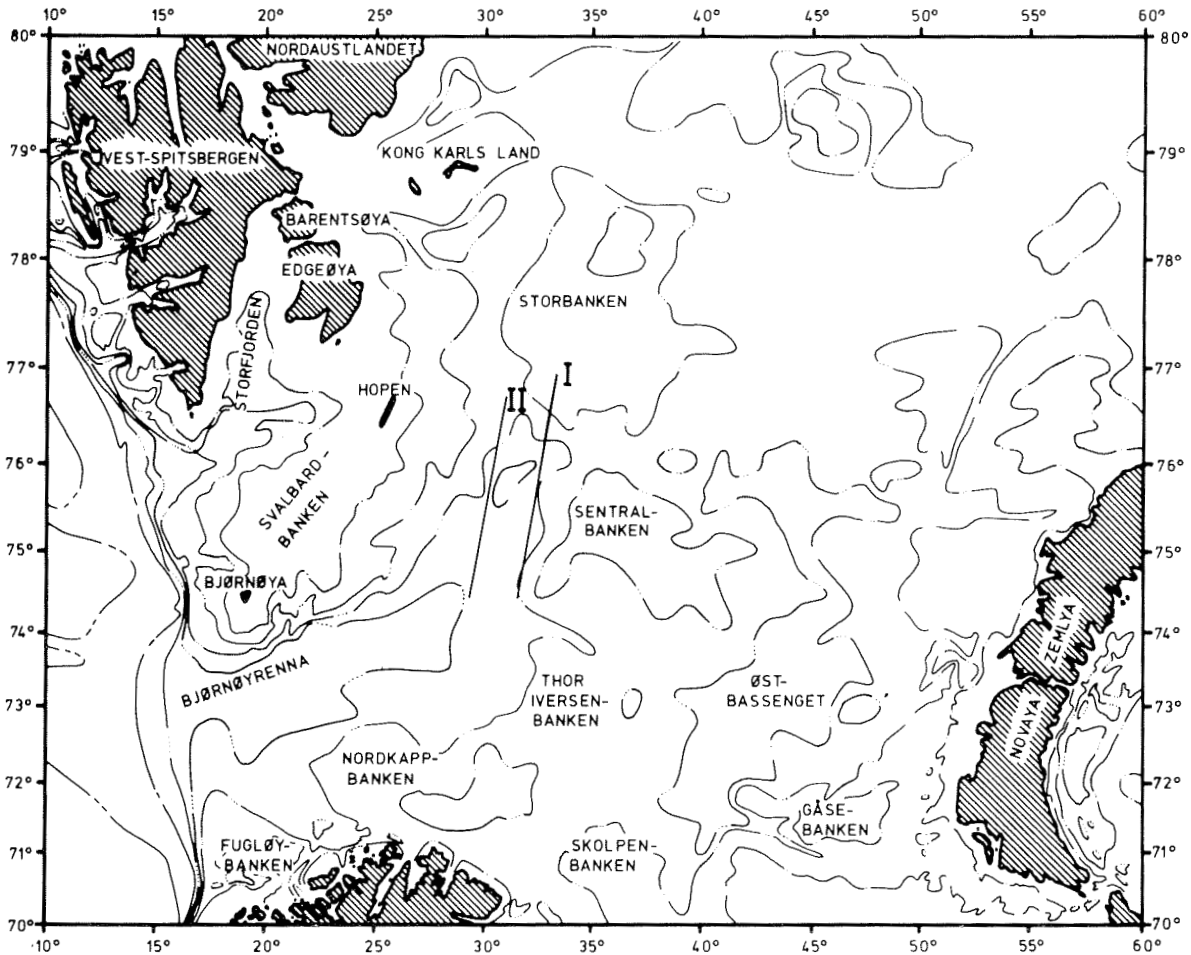 10° 15° 20° 25° 30° 35° 40° 45° 50° 55° 60°
80° 80°
NORDAUSTLANDET
79° 79°
VEST-SPITSBERGEN
KONG KARLS LAND
BARENTSØYA
78° 78°
EDGEØYA
STORFJORDEN
STORBANKEN
77° 77°
I
HOPEN
II
76° 76°
SVALBARD-
BANKEN
SENTRAL-
BANKEN
75° 75°
BJØRNØYA
74° 74°
ZEMLYA
BJØRNØYRENNA
THOR
IVERSEN-
BANKEN
ØST-
BASSENGET
73° 73°
NOVAYA
NORDKAPP-
BANKEN
72° 72°
GÅSE-
BANKEN
FUGLØY-
BANKEN
SKOLPEN-
BANKEN
71° 71°
70° 70°
10° 15° 20° 25° 30° 35° 40° 45° 50° 55° 60°